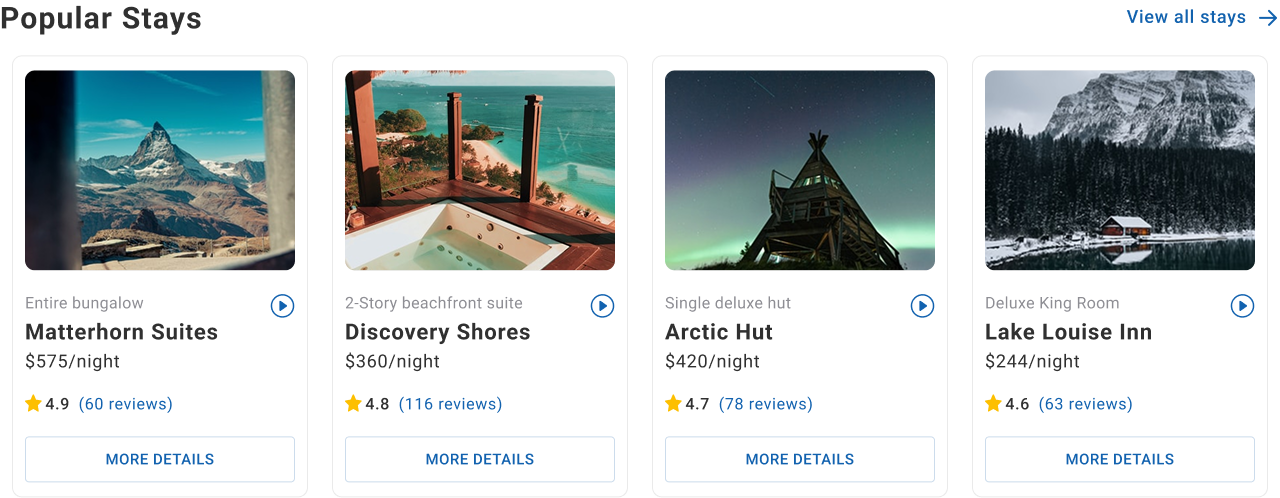 Popular Stays
View all stays
Entire bungalow
Matterhorn Suites
$575/night
4.9 (60 reviews)
MORE DETAILS
2-Story beachfront suite
Discovery Shores
$360/night
4.8 (116 reviews)
MORE DETAILS
Single deluxe hut
Arctic Hut
$420/night
4.7 (78 reviews)
MORE DETAILS
Deluxe King Room
Lake Louise Inn
$244/night
4.6 (63 reviews)
MORE DETAILS